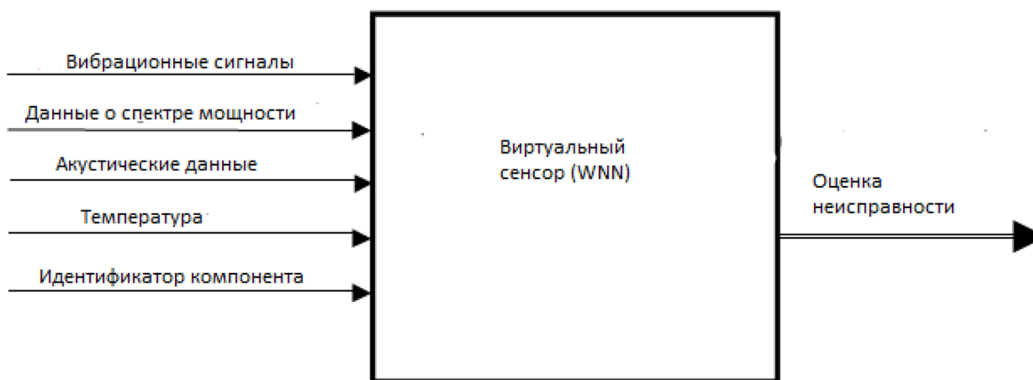 Вибрационные сигналы
Данные о спектре мощности
Акустические данные
Температура
Идентификатор компонента
Виртуальный
сенсор (WNN)
Оценка
неисправности